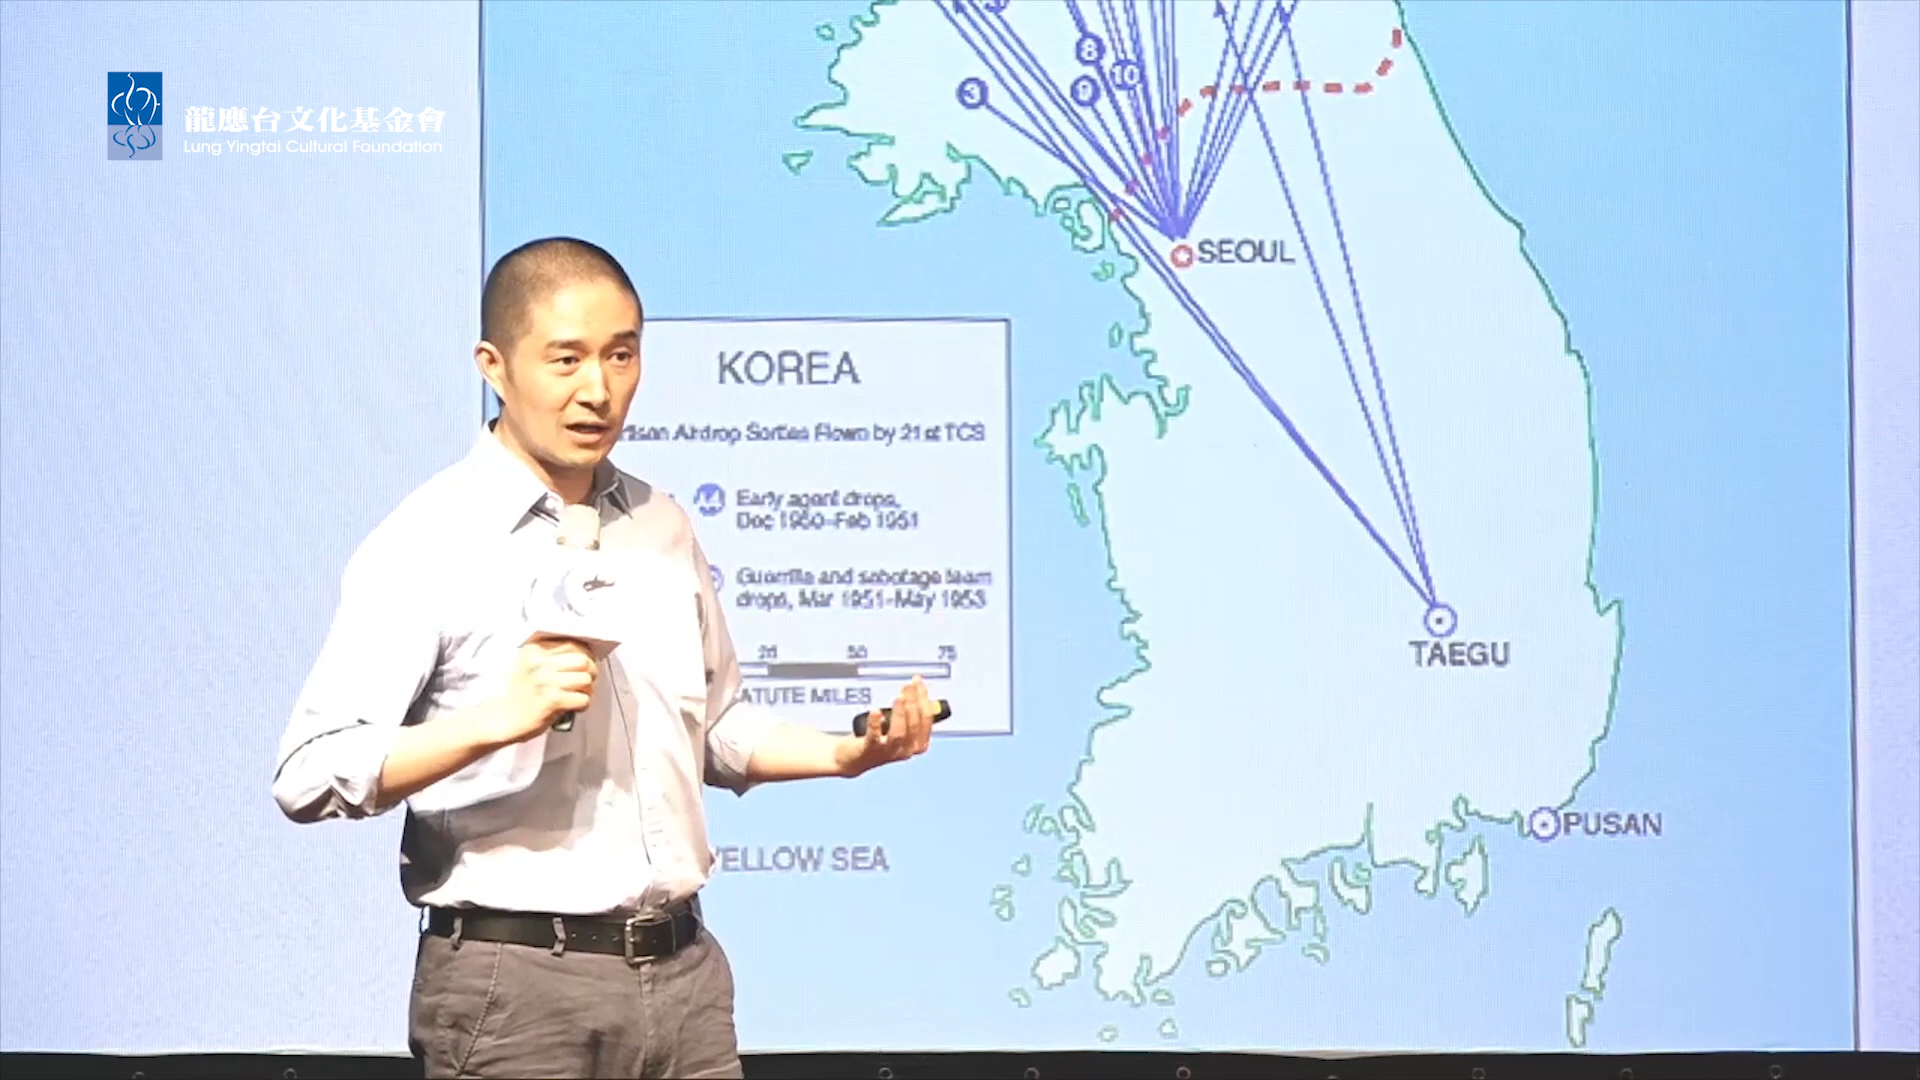 龍應台文化基金會
Lung Yingtai Cultural Foundation
3
8
9
10
SEOUL
KOREA
Airdrop Sorties Flown by 21st TCS
Early agent drops,
Dec 1950–Feb 1951
Guerrilla and sabotage team
drops, Mar 1951–May 1953
25 50 75
ATUTE MILES
TAEGU
PUSAN
YELLOW SEA